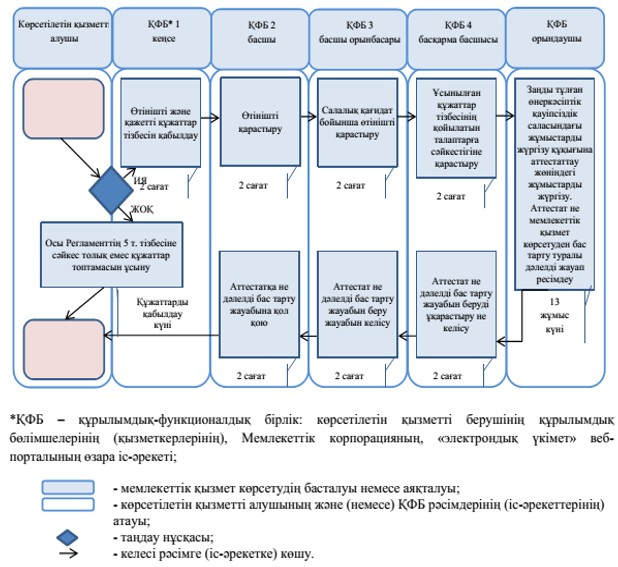 Көрсетілетін қызметті
алушы
ҚФБ* 1
кеңсе
ҚФБ 2
басшы
ҚФБ 3
басшы орынбасары
ҚФБ 4
басқарма басшысы
ҚФБ
орындаушы
Өтінішті және
қажетті құжаттар
тізбесін қабылдау
Өтінішті
қарастыру
Салалық қағидат
бойынша өтінішті
қарастыру
Ұсынылған
құжаттар
тізбесінің
қойылатын
талаптарға
сәйкестігіне
қарастыру
Заңды тұлған
өнеркәсіптік
қауіпсіздік
саласындағы
жұмыстарды
жүргізу құқығына
аттестаттау
жөніндегі
жұмыстарды
жүргізу.
Аттестат не
мемлекеттік
қызмет
көрсетуден бас
тарту туралы
дәлелді жауап
ресімдеу
ИЯ
2 сағат
2 сағат
2 сағат
2 сағат
ЖОҚ
Осы Регламенттің 5 т. тізбесіне
сәйкес толық емес құжаттар
топтамасын ұсыну
Құжаттарды
қабылдау
күні
Аттестатқа не
дәлелді бас тарту
жауабына қол
қою
Аттестат не
дәлелді бас тарту
жауабын беру
жауабын келісу
Аттестат не
дәлелді бас тарту
жауабын беруді
ұқарастыру не
келісу
13
жұмыс
күні
2 сағат
2 сағат
2 сағат
*ҚФБ – құрылымдық-функционалдық бірлік: көрсетілетін қызметті берушінің құрылымдық
бөлімшелерінің (қызметкерлерінің), Мемлекеттік корпорацияның, «электрондық үкімет» веб-
порталының өзара іс-әрекеті;
- мемлекеттік қызмет көрсетудің басталуы немесе аяқталуы;
- көрсетілетін қызметті алушының және (немесе) ҚФБ рәсімдерінің (іс-әрекеттерінің)
атауы;
- таңдау нұсқасы;
- келесі рәсімге (іс-әрекетке) көшу.